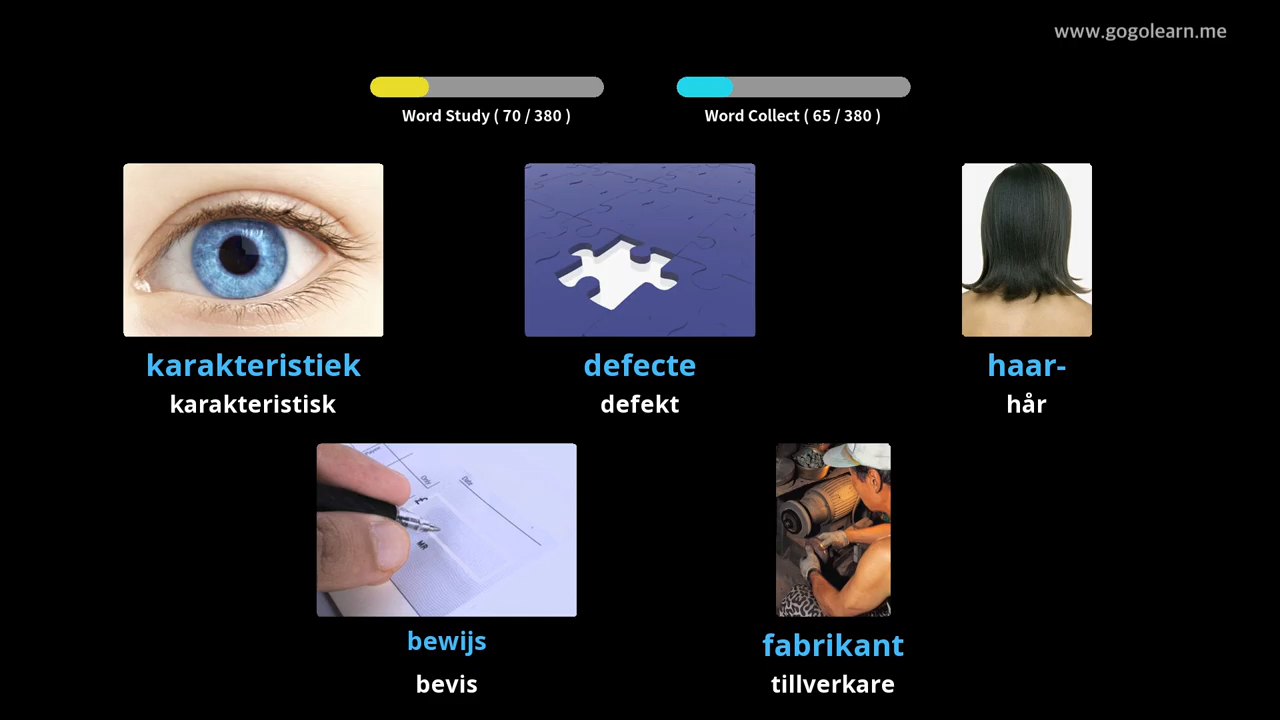 www.gogolearn.me
Word Study ( 70 / 380 )
Word Collect ( 65 / 380 )
karakteristiek
karakteristisk
defecte
defekt
haar-
hår
bewijs
bevis
fabrikant
tillverkare